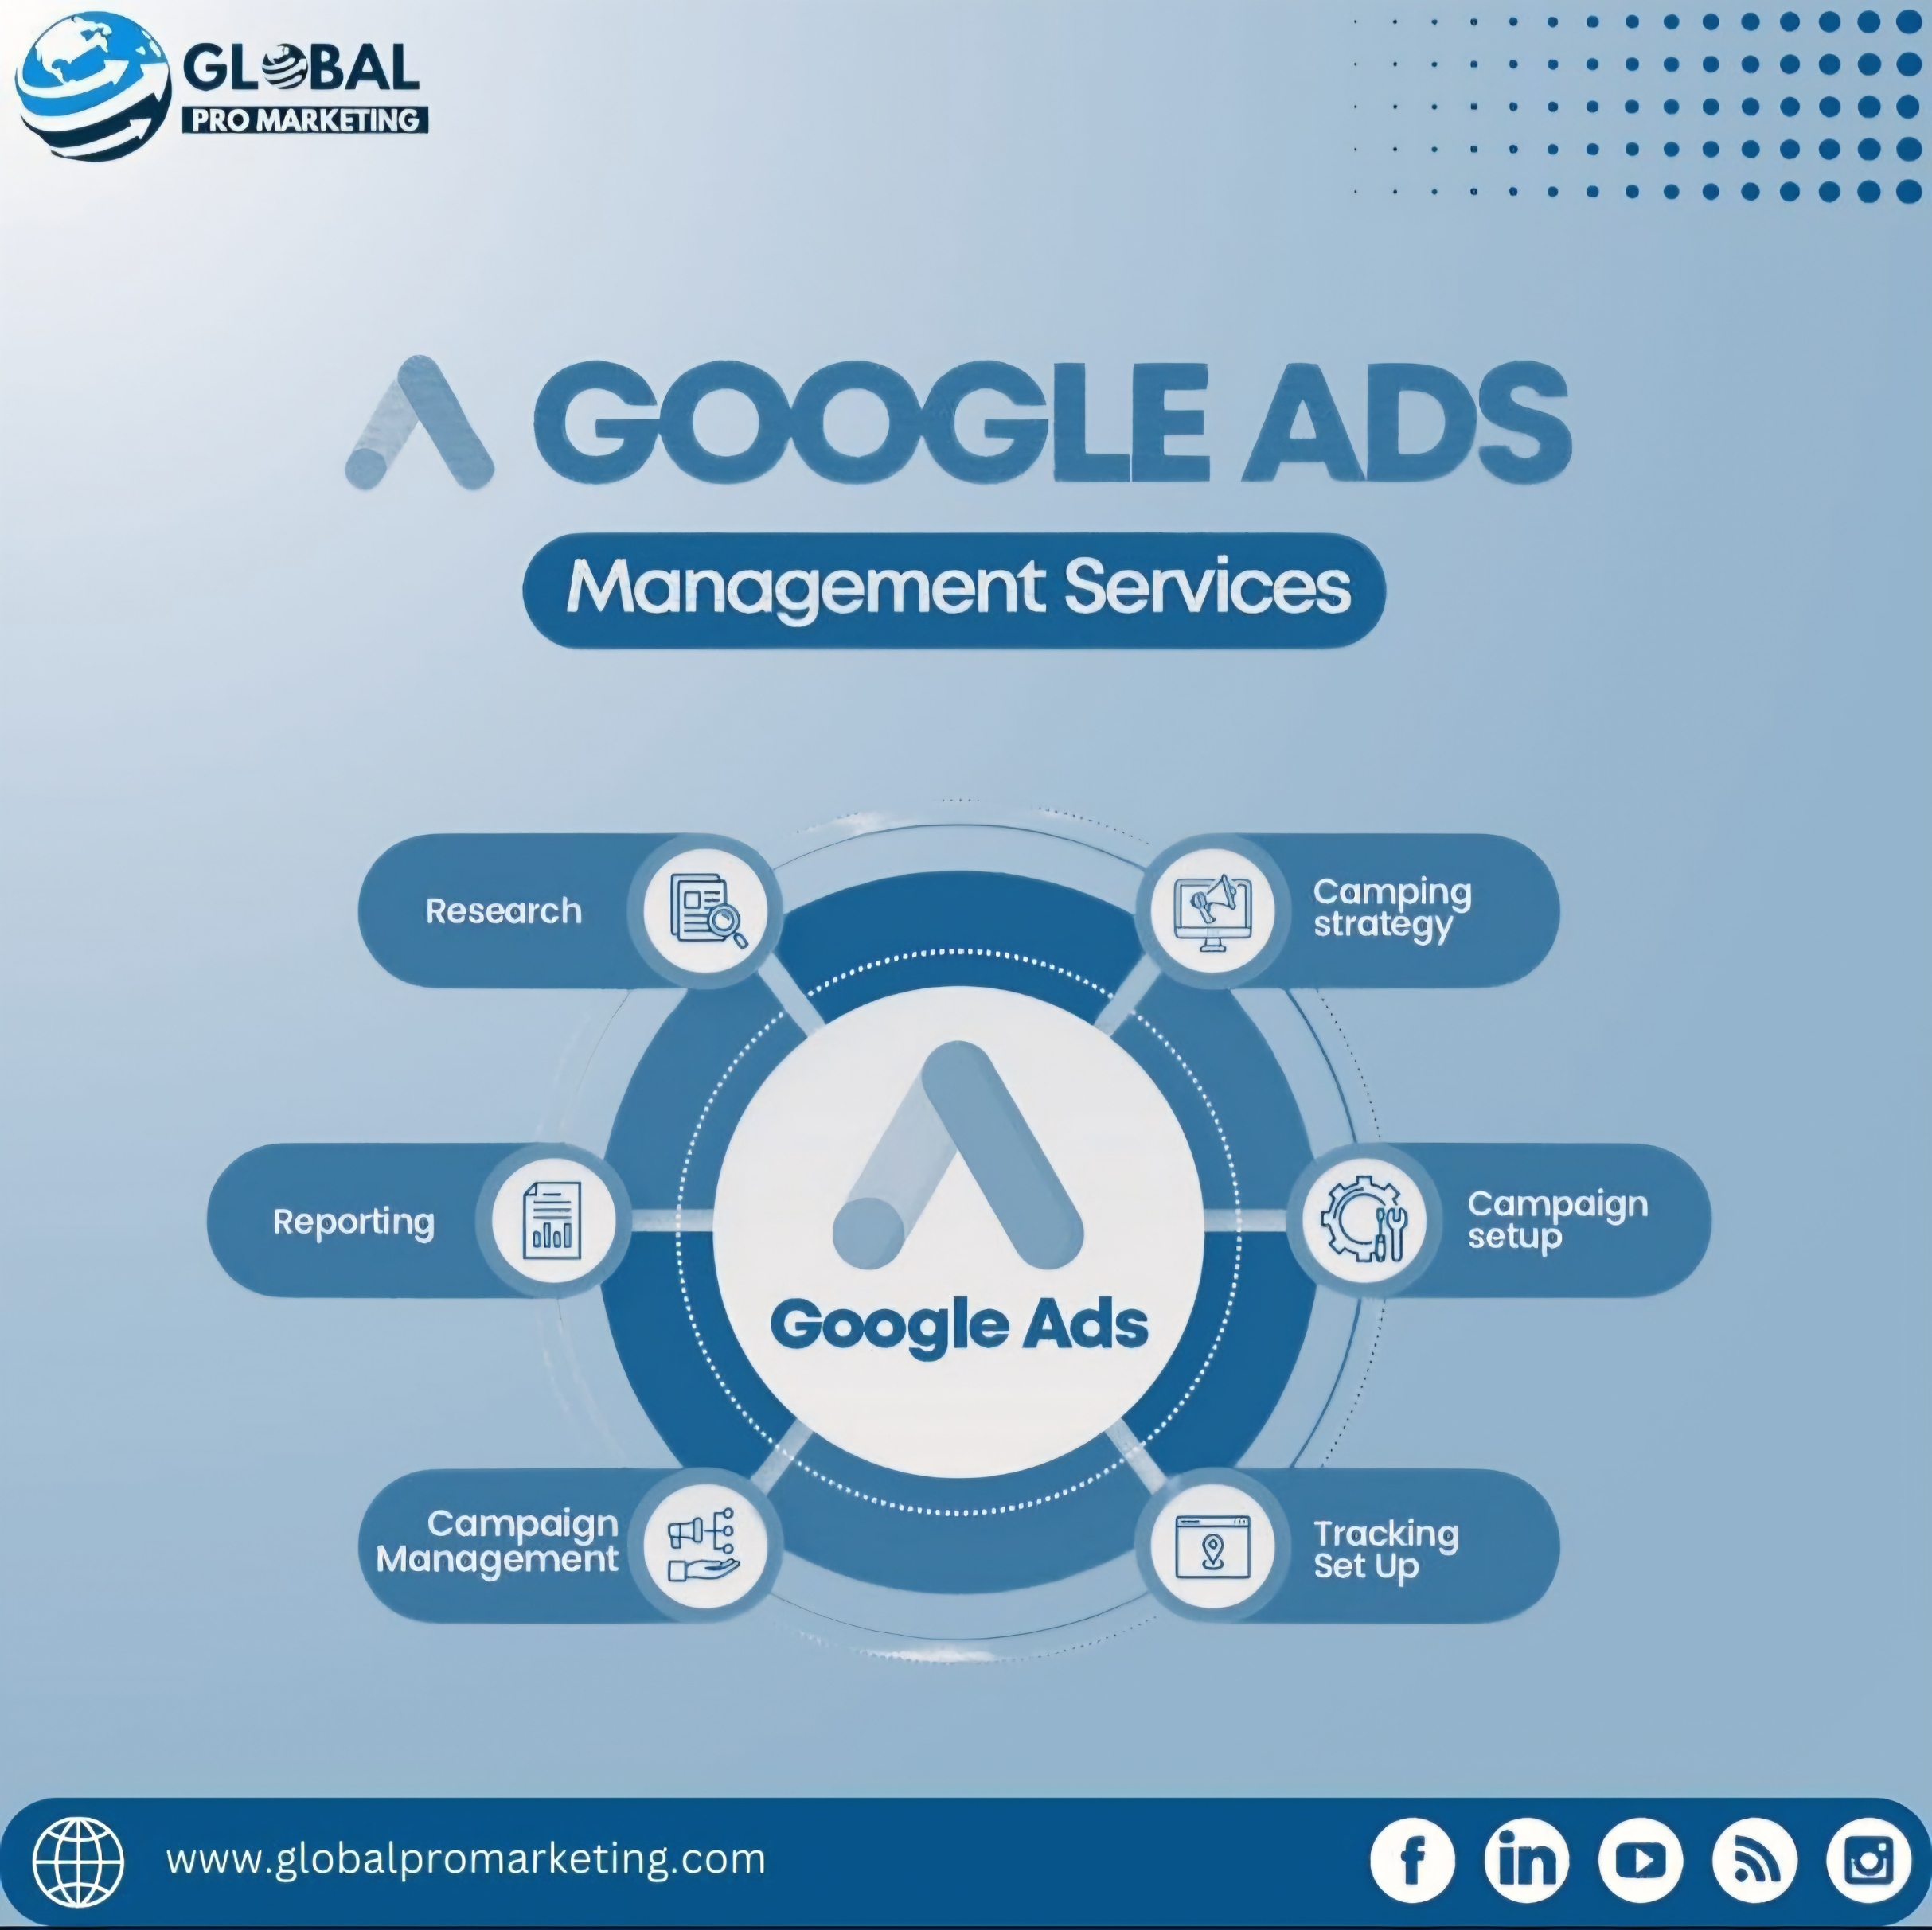 GLOBAL
PRO MARKETING
GOOGLE ADS
Management Services
Research
Camping
strategy
Reporting
Campaign
setup
Google Ads
Campaign
Management
Tracking
Set Up
www.globalpromarketing.com